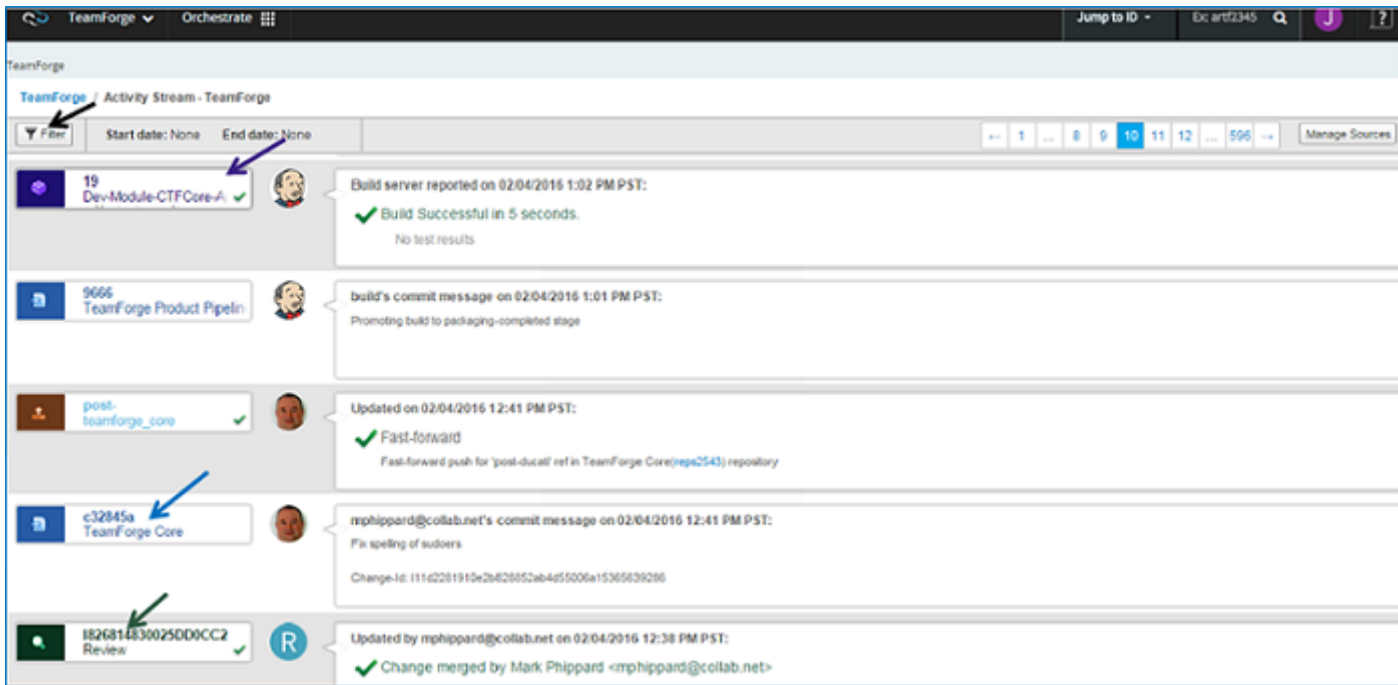 TeamForge Orchestrate Jump to ID Ex: artf2345 J ?
TeamForge
TeamForge / Activity Stream - TeamForge
Filter Start date: None End date: None ← 1 ... 8 9 10 11 12 ... 596 → Manage Sources
19
Dev-Module-CTFCore-A
Build server reported on 02/04/2016 1:02 PM PST:
Build Successful in 5 seconds.
No test results
9666
TeamForge Product Pipelin
build's commit message on 02/04/2016 1:01 PM PST:
Promoting build to packaging-completed stage
post-
teamforge_core
Updated on 02/04/2016 12:41 PM PST:
Fast-forward
Fast-forward push for 'post-ducati' ref in TeamForge Core(reps2543) repository
c32845a
TeamForge Core
mphippard@collab.net's commit message on 02/04/2016 12:41 PM PST:
Fix spelling of sudoers
Change-Id:
I826814830025DD0CC2
Review
R
Updated by mphippard@collab.net on 02/04/2016 12:38 PM PST:
Change merged by Mark Phippard <mphippard@collab.net>